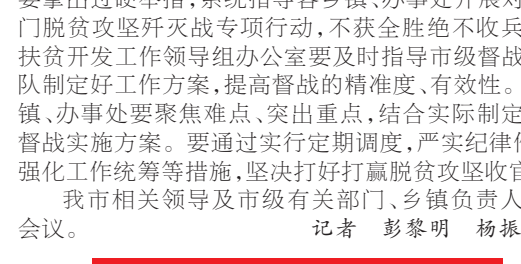 要拿出过硬举措,系统指导各乡镇、办事处开展对
门脱贫攻坚歼灭战专项行动,不获全胜绝不收兵
扶贫开发工作领导组办公室要及时指导市级督战
队制定好工作方案,提高督战的精准度、有效性。
镇、办事处要聚焦难点、突出重点,结合实际制定
督战实施方案。要通过实行定期调度,严实纪律
强化工作统筹等措施,坚决打好打赢脱贫攻坚收官
我市相关领导及市级有关部门、乡镇负责人
会议。 记者 彭黎明 杨振